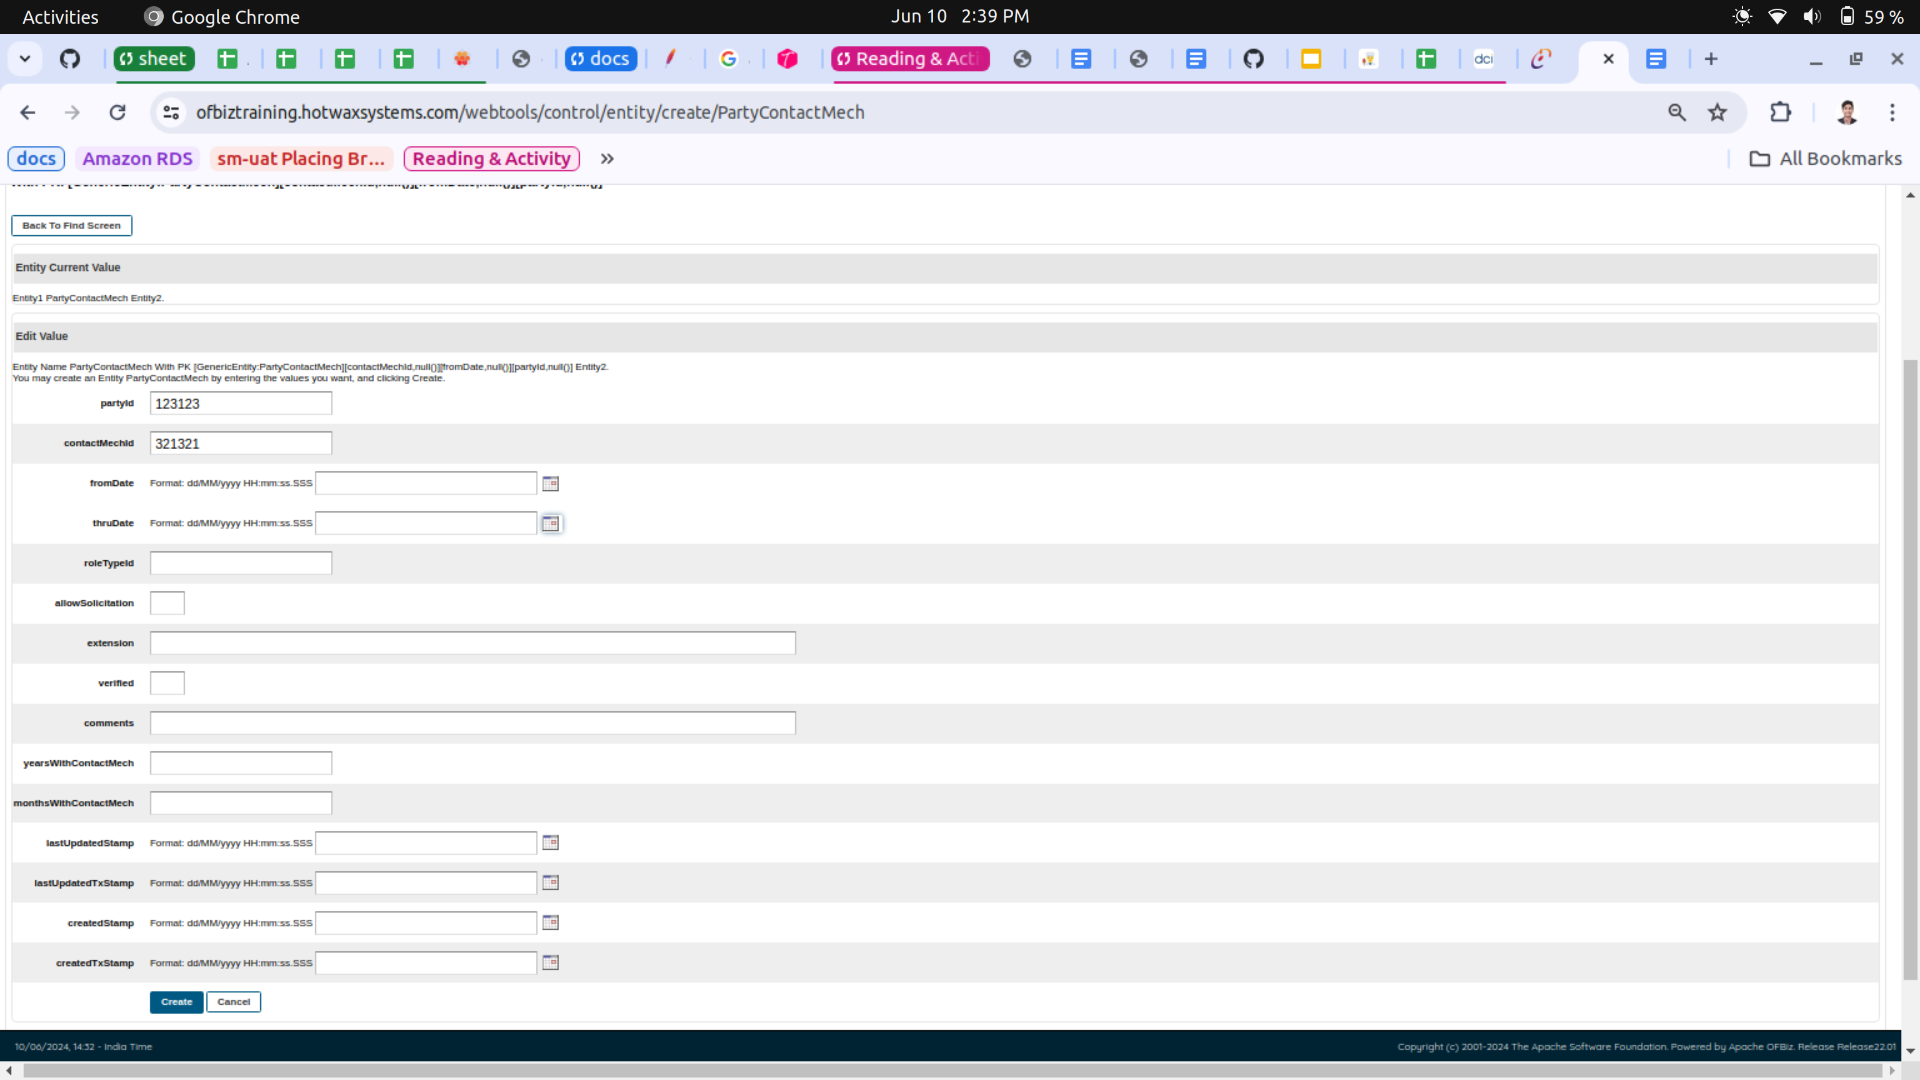 Activities
Google Chrome
Jun 10 2:39 PM
59 %
sheet
docs
Reading & Acti
dci
ofbiztraining.hotwaxsystems.com/webtools/control/entity/create/PartyContactMech
docs
Amazon RDS
sm-uat Placing Br...
Reading & Activity
»
All Bookmarks
Back To Find Screen
Entity Current Value
Entity1 PartyContactMech Entity2.
Edit Value
Entity Name PartyContactMech With PK [GenericEntity:PartyContactMech][contactMechId,null()][fromDate,null()][partyId,null()] Entity2.
You may create an Entity PartyContactMech by entering the values you want, and clicking Create.
partyId 123123
contactMechId 321321
fromDate Format: dd/MM/yyyy HH:mm:ss.SSS
thruDate Format: dd/MM/yyyy HH:mm:ss.SSS
roleTypeId
allowSolicitation
extension
verified
comments
yearsWithContactMech
monthsWithContactMech
lastUpdatedStamp Format: dd/MM/yyyy HH:mm:ss.SSS
lastUpdatedTxStamp Format: dd/MM/yyyy HH:mm:ss.SSS
createdStamp Format: dd/MM/yyyy HH:mm:ss.SSS
createdTxStamp Format: dd/MM/yyyy HH:mm:ss.SSS
Create Cancel
10/06/2024, 14:32 - India Time
Copyright (c) 2001-2024 The Apache Software Foundation. Powered by Apache OFBiz. Release Release22.01